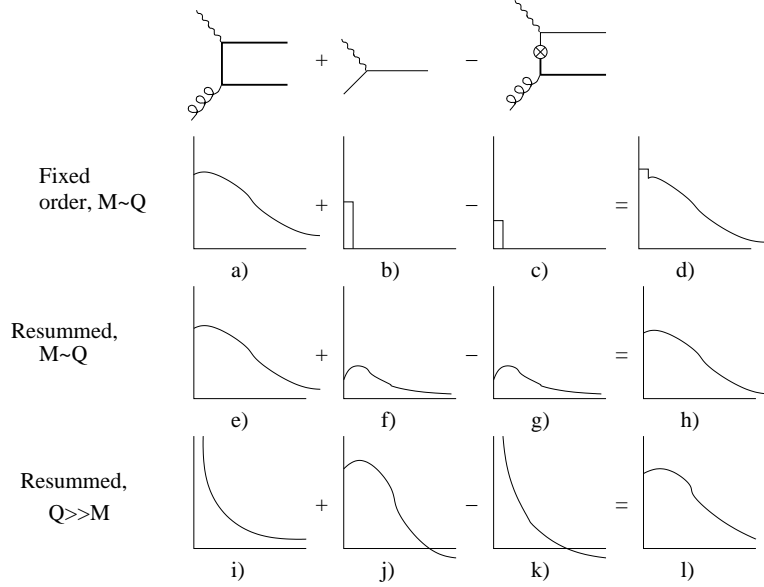 + −
Fixed
order, M~Q
+ − =
a) b) c) d)
Resummed,
M~Q
+ − =
e) f) g) h)
Resummed,
Q>>M
+ − =
i) j) k) l)